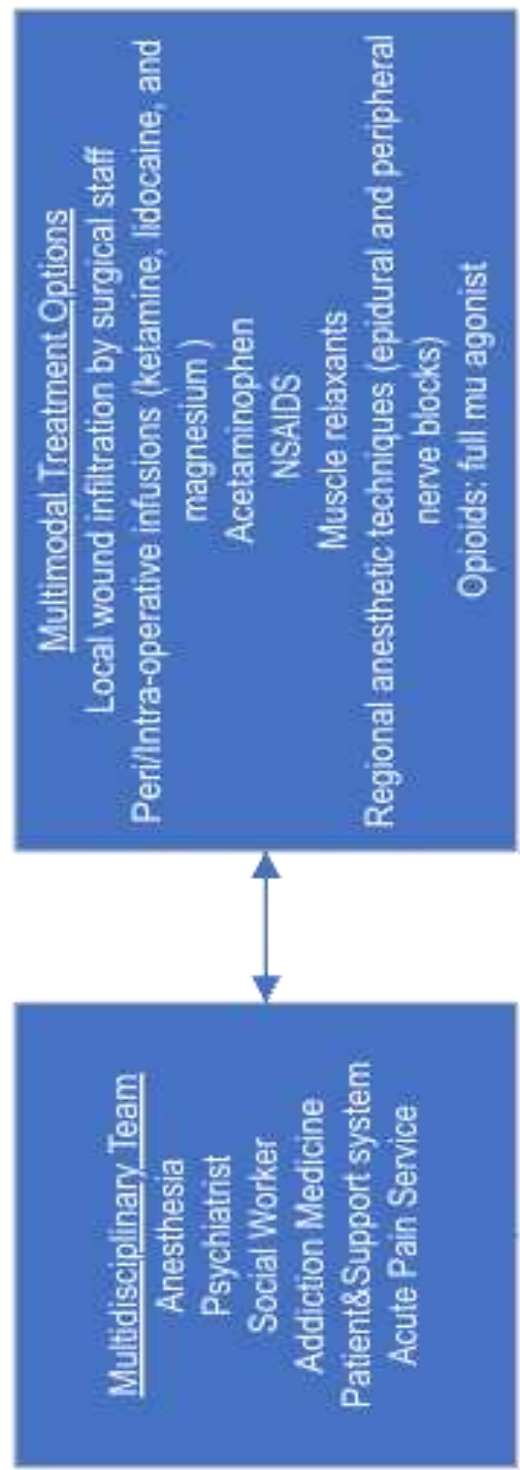 Multidisciplinary Team
Anesthesia
Psychiatrist
Social Worker
Addiction Medicine
Patient&Support system
Acute Pain Service
Multimodal Treatment Options
Local wound infiltration by surgical staff
Peri/Intra-operative infusions (ketamine, lidocaine, and
magnesium )
Acetaminophen
NSAIDS
Muscle relaxants
Regional anesthetic techniques (epidural and peripheral
nerve blocks)
Opioids: full mu agonist